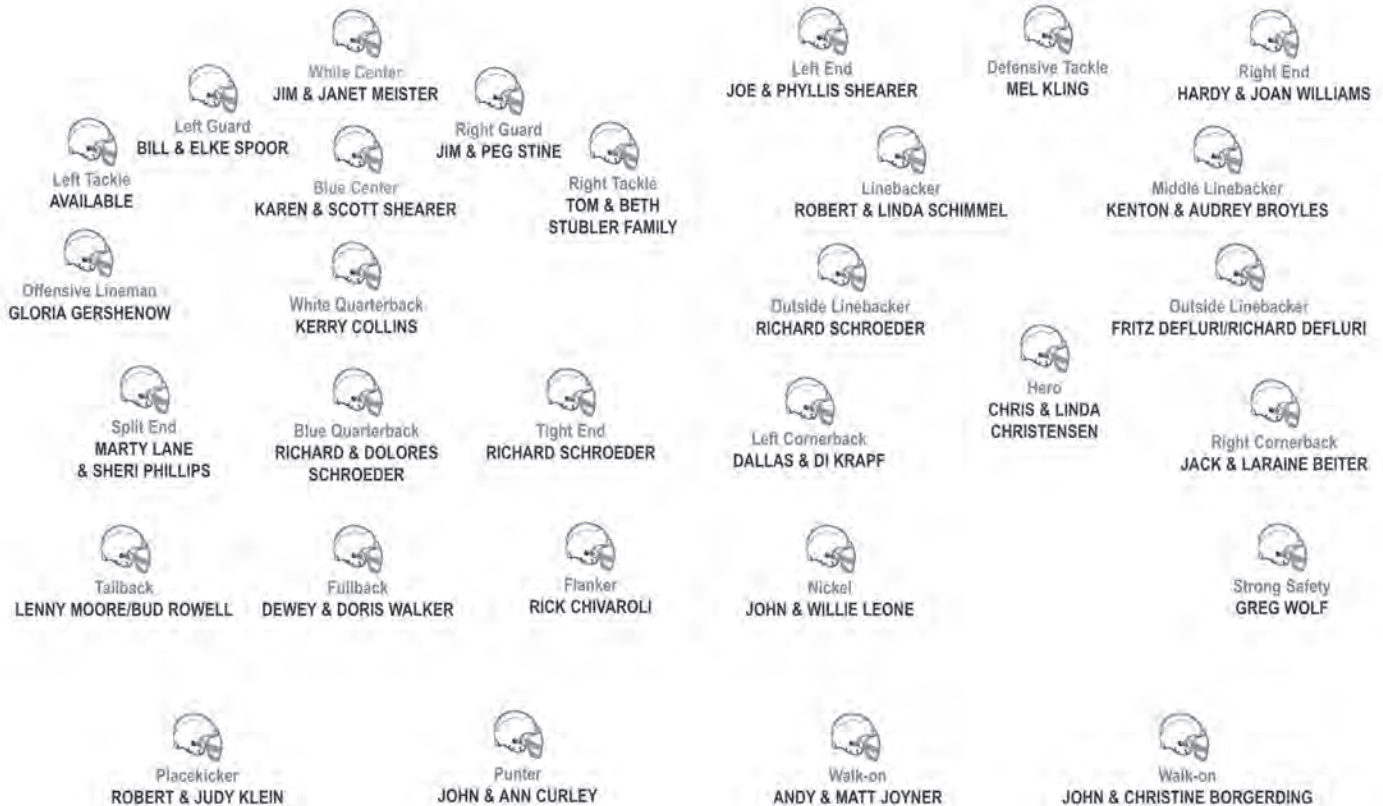 White Center
JIM & JANET MEISTER
Left Guard
BILL & ELKE SPOOR
Right Guard
JIM & PEG STINE
Left Tackle
AVAILABLE
Blue Center
KAREN & SCOTT SHEARER
Right Tackle
TOM & BETH
STUBLER FAMILY
Offensive Lineman
GLORIA GERSHENOW
White Quarterback
KERRY COLLINS
Split End
MARTY LANE
& SHERI PHILLIPS
Blue Quarterback
RICHARD & DOLORES
SCHROEDER
Tight End
RICHARD SCHROEDER
Tailback
LENNY MOORE/BUD ROWELL
Fullback
DEWEY & DORIS WALKER
Flanker
RICK CHIVAROLI
Placekicker
ROBERT & JUDY KLEIN
Punter
JOHN & ANN CURLEY
Left End
JOE & PHYLLIS SHEARER
Defensive Tackle
MEL KLING
Right End
HARDY & JOAN WILLIAMS
Linebacker
ROBERT & LINDA SCHIMMEL
Middle Linebacker
KENTON & AUDREY BROYLES
Outside Linebacker
RICHARD SCHROEDER
Outside Linebacker
FRITZ DEFLURI/RICHARD DEFLURI
Hero
CHRIS & LINDA
CHRISTENSEN
Left Cornerback
DALLAS & DI KRAPF
Right Cornerback
JACK & LARAINE BEITER
Nickel
JOHN & WILLIE LEONE
Strong Safety
GREG WOLF
Walk-on
ANDY & MATT JOYNER
Walk-on
JOHN & CHRISTINE BORGERDING